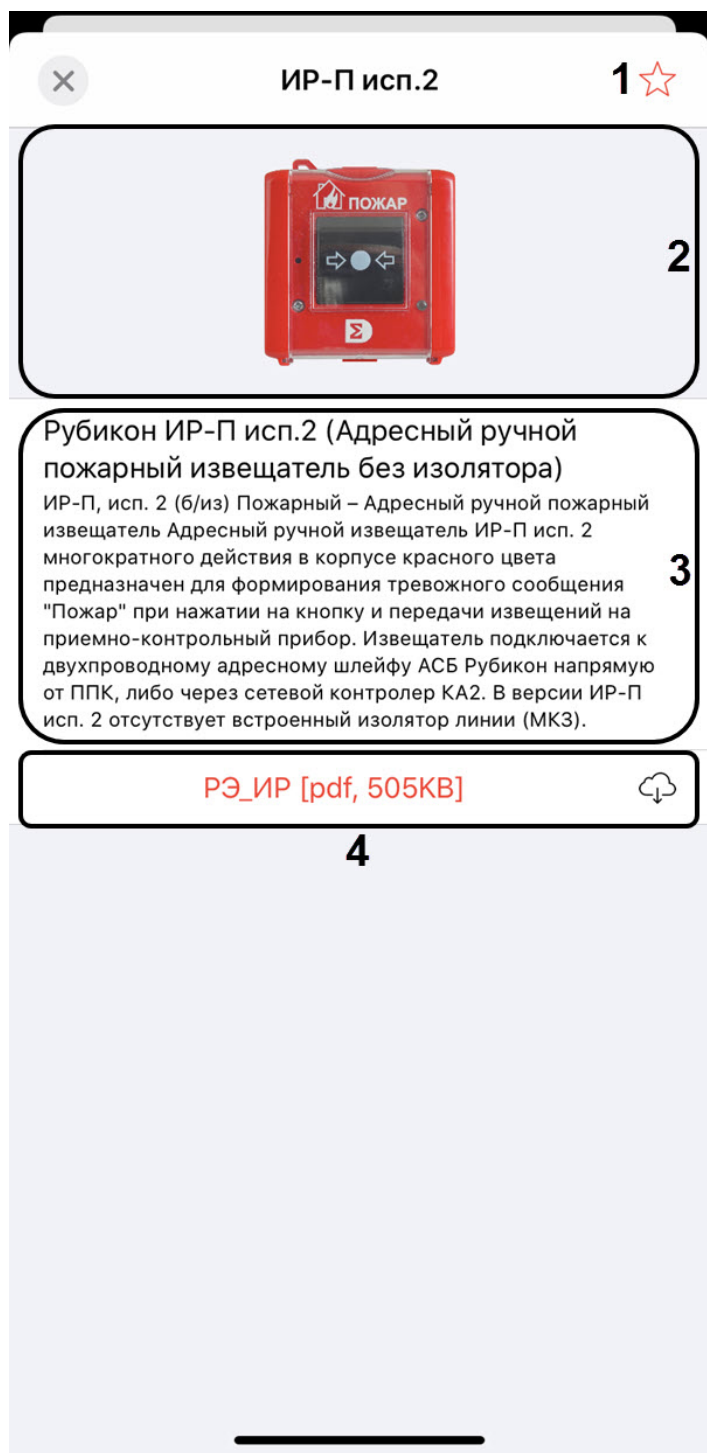 ИР-П исп.2
1
ПОЖАР
2
Рубикон ИР-П исп.2 (Адресный ручной
пожарный извещатель без изолятора)
ИР-П, исп. 2 (б/из) Пожарный – Адресный ручной пожарный
извещатель Адресный ручной извещатель ИР-П исп. 2
многократного действия в корпусе красного цвета
предназначен для формирования тревожного сообщения
"Пожар" при нажатии на кнопку и передачи извещений на
приемно-контрольный прибор. Извещатель подключается к
двухпроводному адресному шлейфу АСБ Рубикон напрямую
от ППК, либо через сетевой контролер КА2. В версии ИР-П
исп. 2 отсутствует встроенный изолятор линии (МКЗ).
3
РЭ_ИР [pdf, 505KB]
4